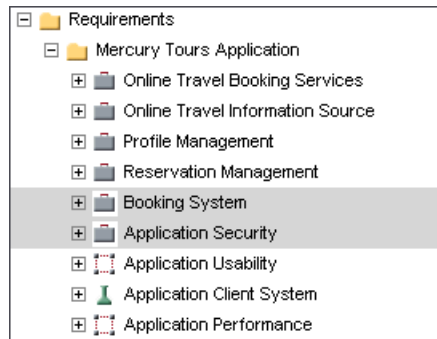 Requirements
Mercury Tours Application
Online Travel Booking Services
Online Travel Information Source
Profile Management
Reservation Management
Booking System
Application Security
Application Usability
Application Client System
Application Performance